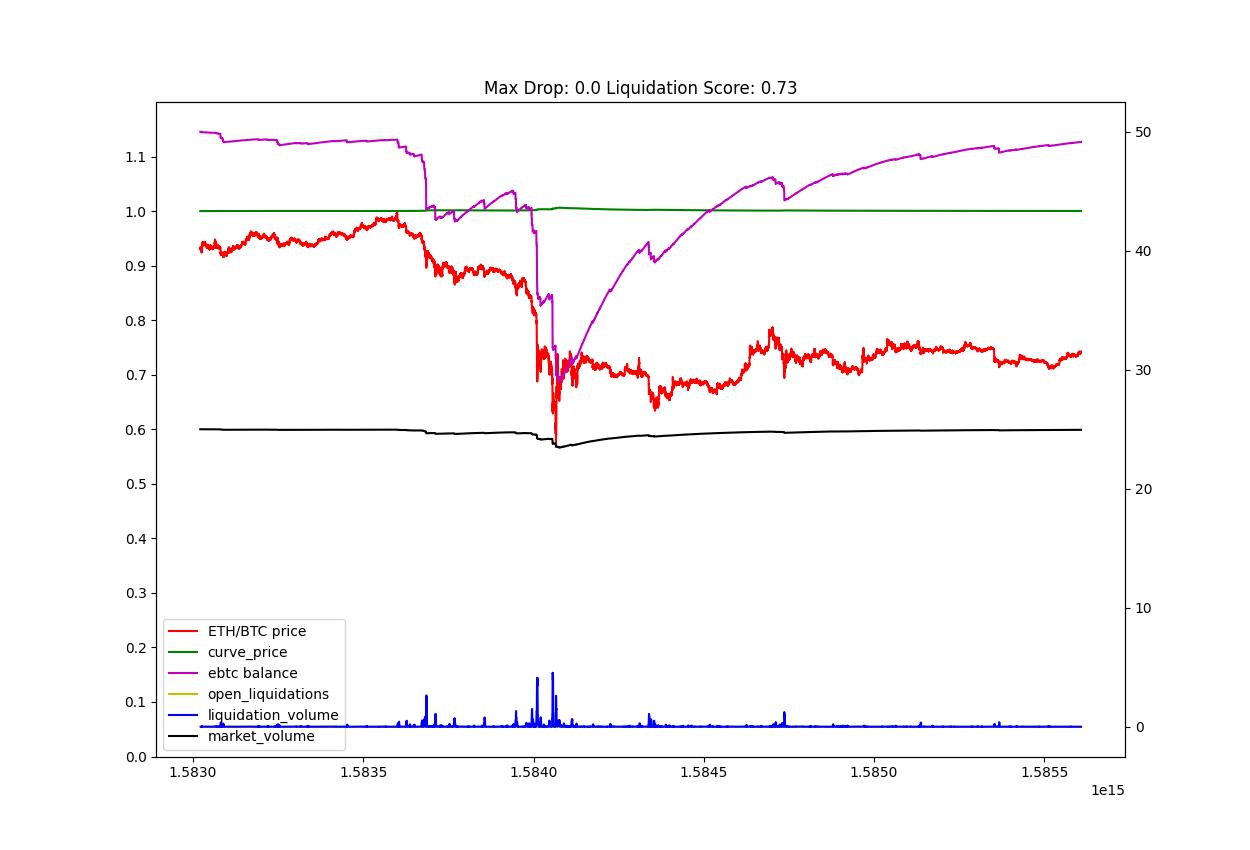 Max Drop: 0.0 Liquidation Score: 0.73
1.1
1.0
0.9
0.8
0.7
0.6
0.5
0.4
0.3
0.2
0.1
0.0
50
40
30
20
10
0
ETH/BTC price
curve_price
ebtc balance
open_liquidations
liquidation_volume
market_volume
1.5830 1.5835 1.5840 1.5845 1.5850 1.5855
1e15